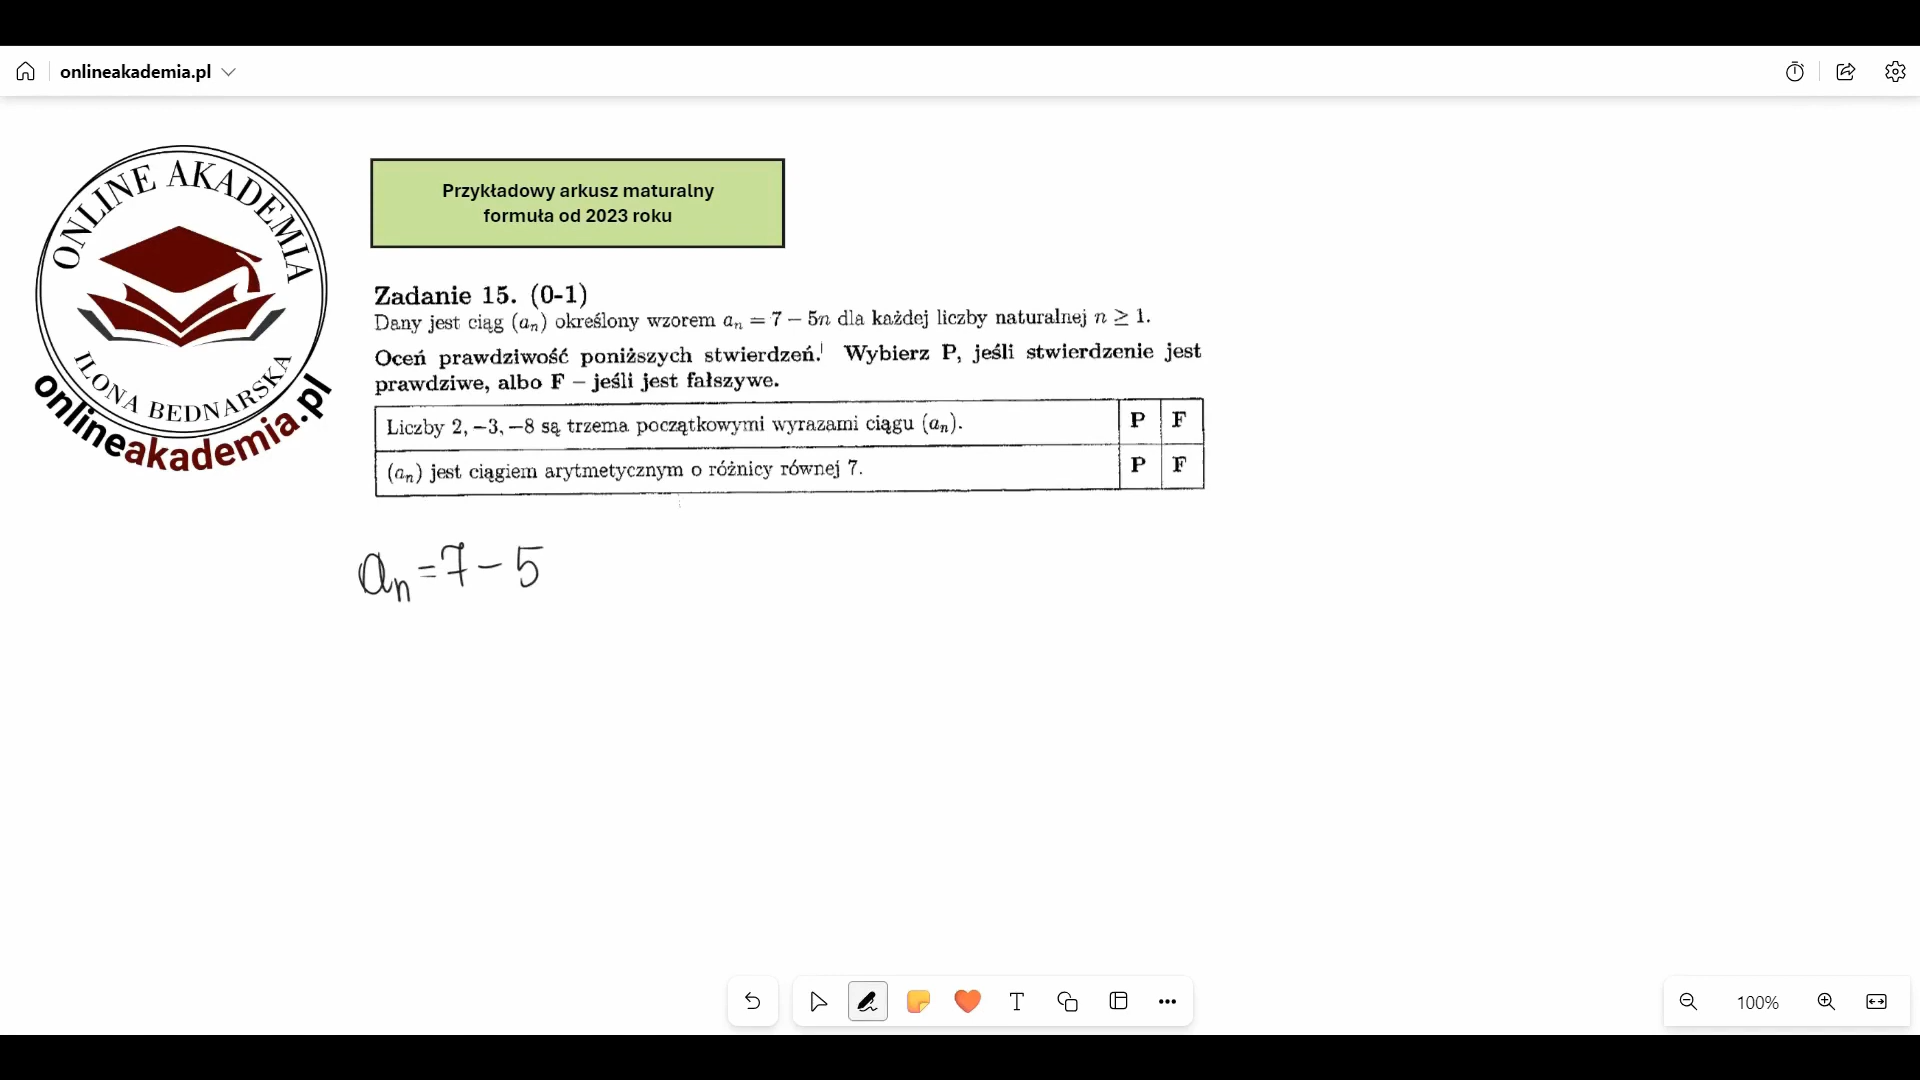 onlineakademia.pl
ONLINE AKADEMIA
ILONA BEDNARSKA
onlineakademia.pl
Przykładowy arkusz maturalny
formuła od 2023 roku
Zadanie 15. (0-1)
Dany jest ciąg (aₙ) określony wzorem aₙ = 7 − 5n dla każdej liczby naturalnej n ≥ 1.
Oceń prawdziwość poniższych stwierdzeń. Wybierz P, jeśli stwierdzenie jest
prawdziwe, albo F – jeśli jest fałszywe.
Liczby 2, −3, −8 są trzema początkowymi wyrazami ciągu (aₙ). P F
(aₙ) jest ciągiem arytmetycznym o różnicy równej 7. P F
aₙ = 7 − 5
100%